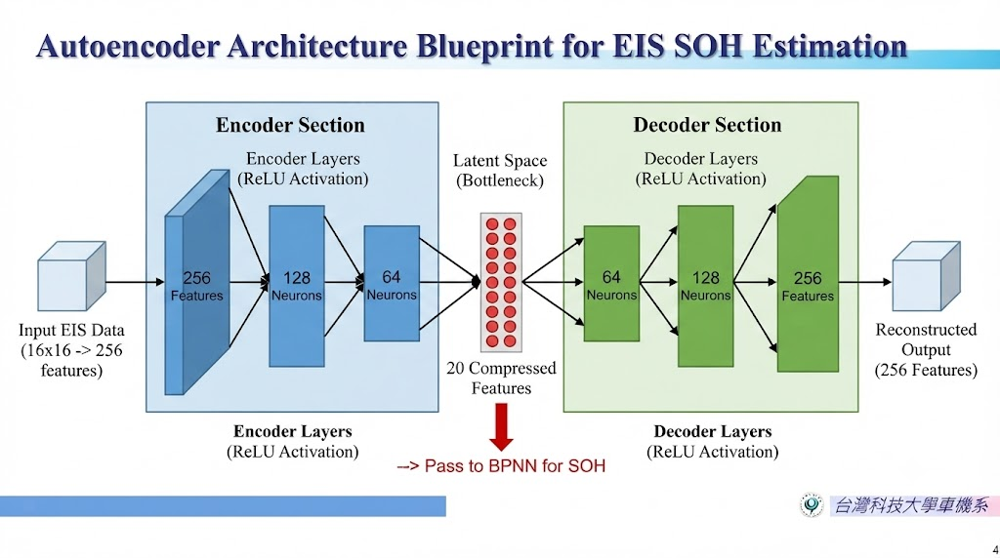 Autoencoder Architecture Blueprint for EIS SOH Estimation
Encoder Section
Encoder Layers
(ReLU Activation)
256
Features
128
Neurons
64
Neurons
Input EIS Data
(16x16 -> 256
features)
Encoder Layers
(ReLU Activation)
Latent Space
(Bottleneck)
20 Compressed
Features
--> Pass to BPNN for SOH
Decoder Section
Decoder Layers
(ReLU Activation)
64
Neurons
128
Neurons
256
Features
Decoder Layers
(ReLU Activation)
Reconstructed
Output
(256 Features)
台灣科技大學車機系
4